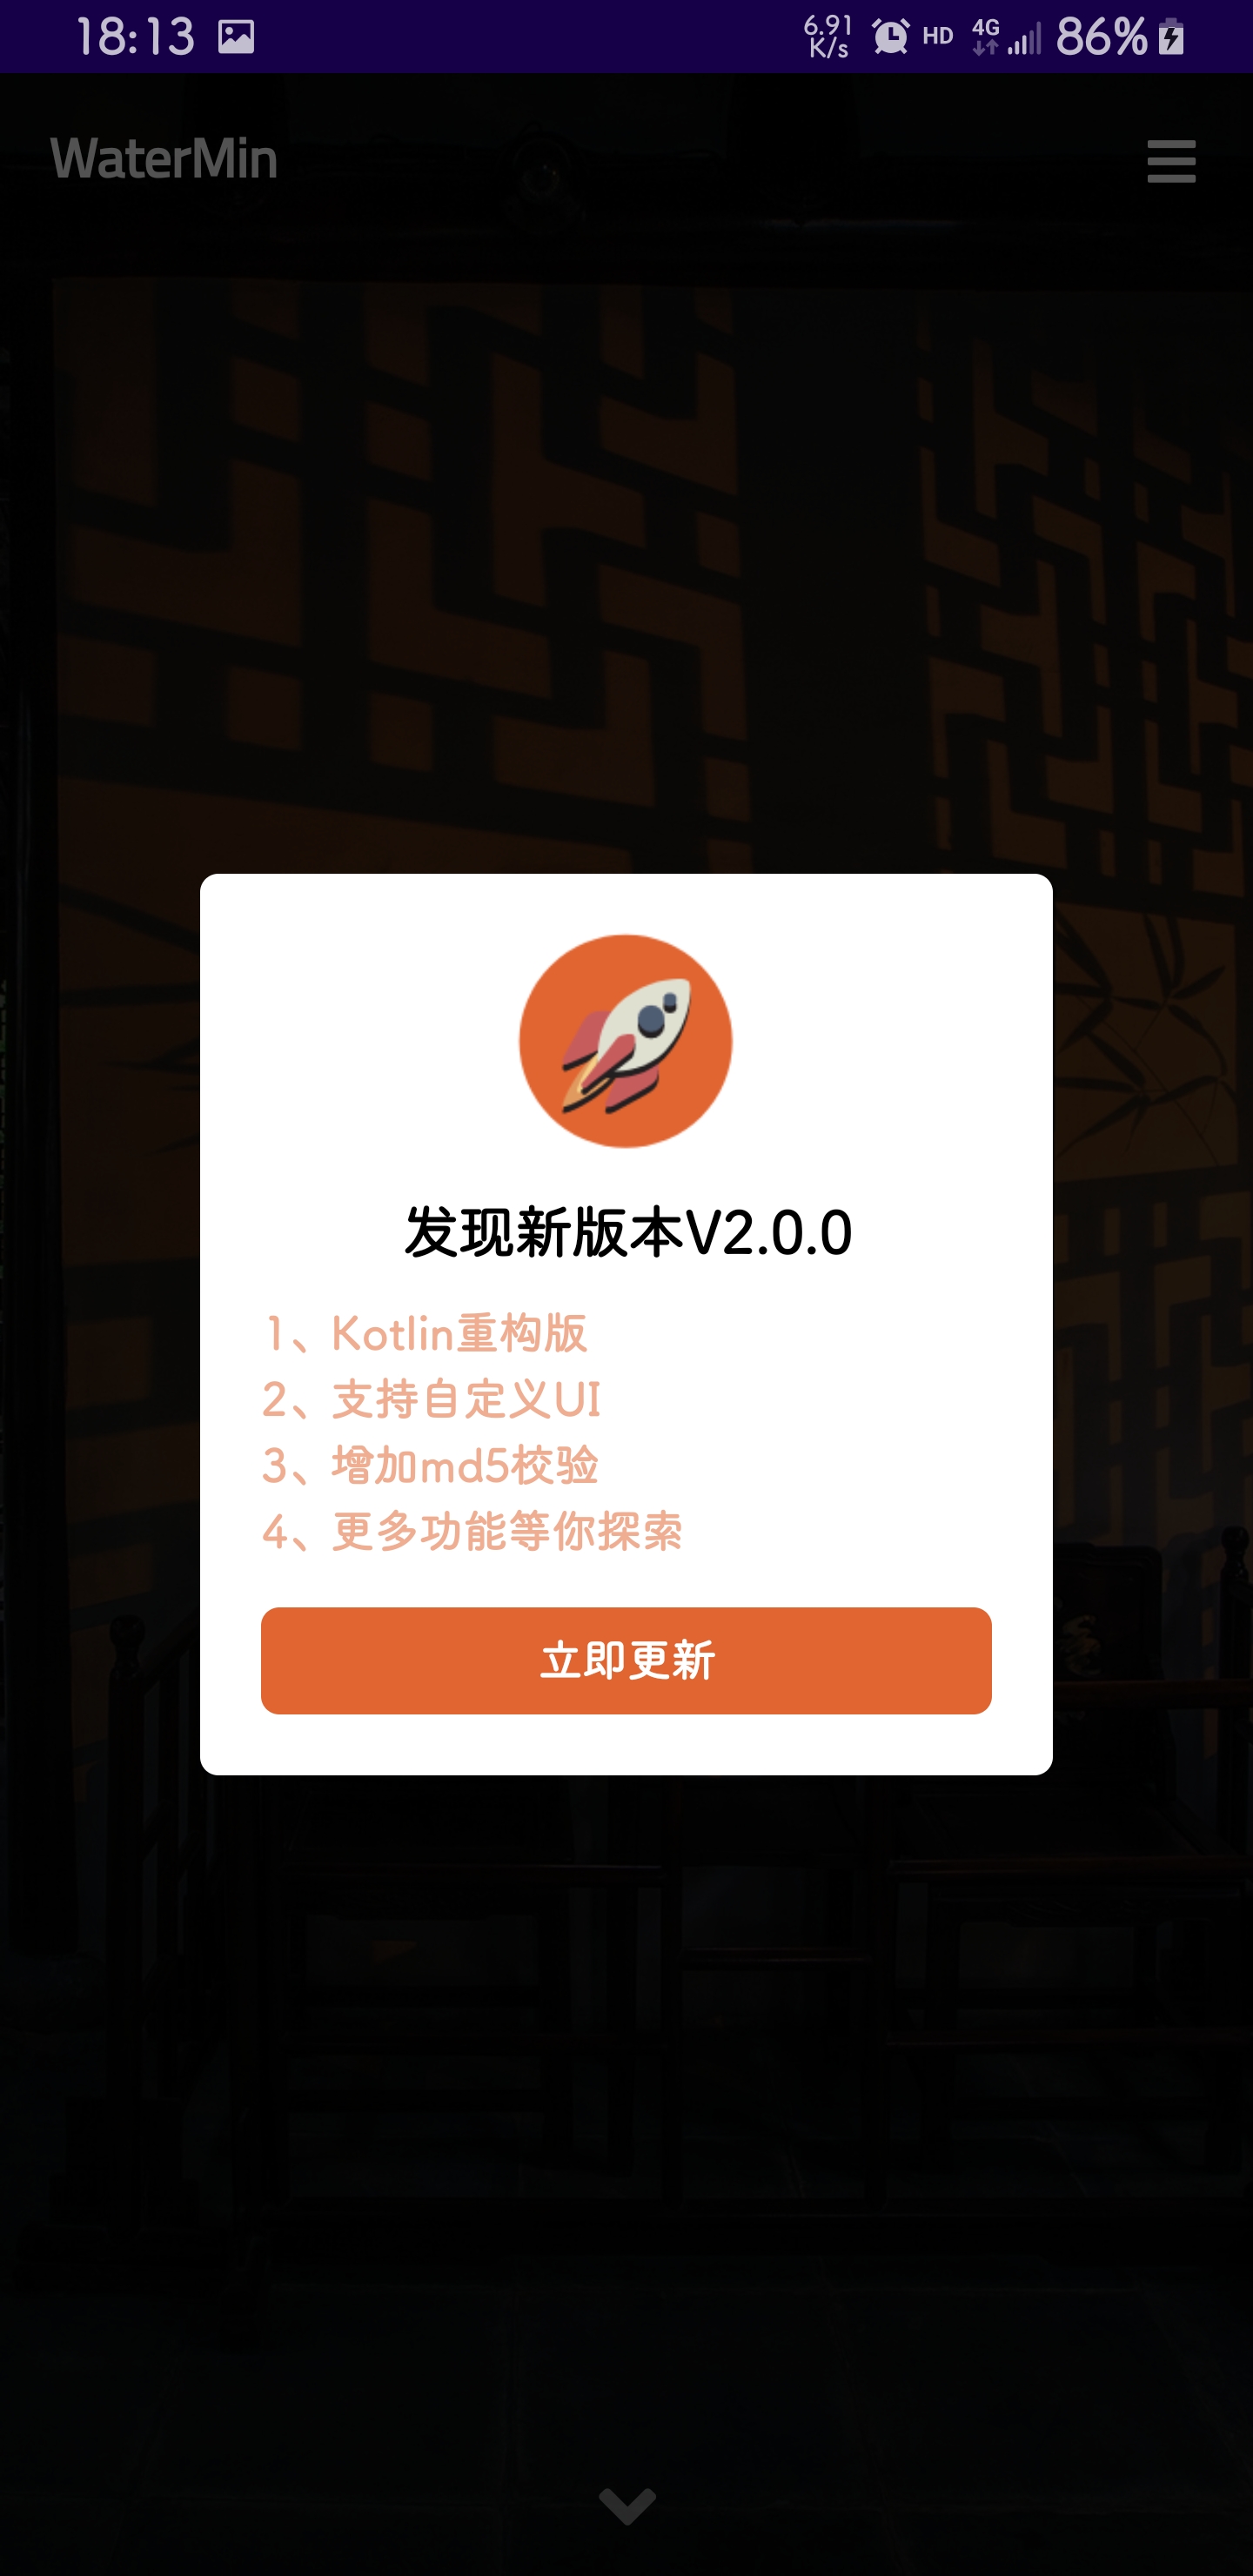 18:13
6.91
K/s
HD
4G
86%
WaterMin
发现新版本V2.0.0
1、Kotlin重构版
2、支持自定义UI
3、增加md5校验
4、更多功能等你探索
立即更新